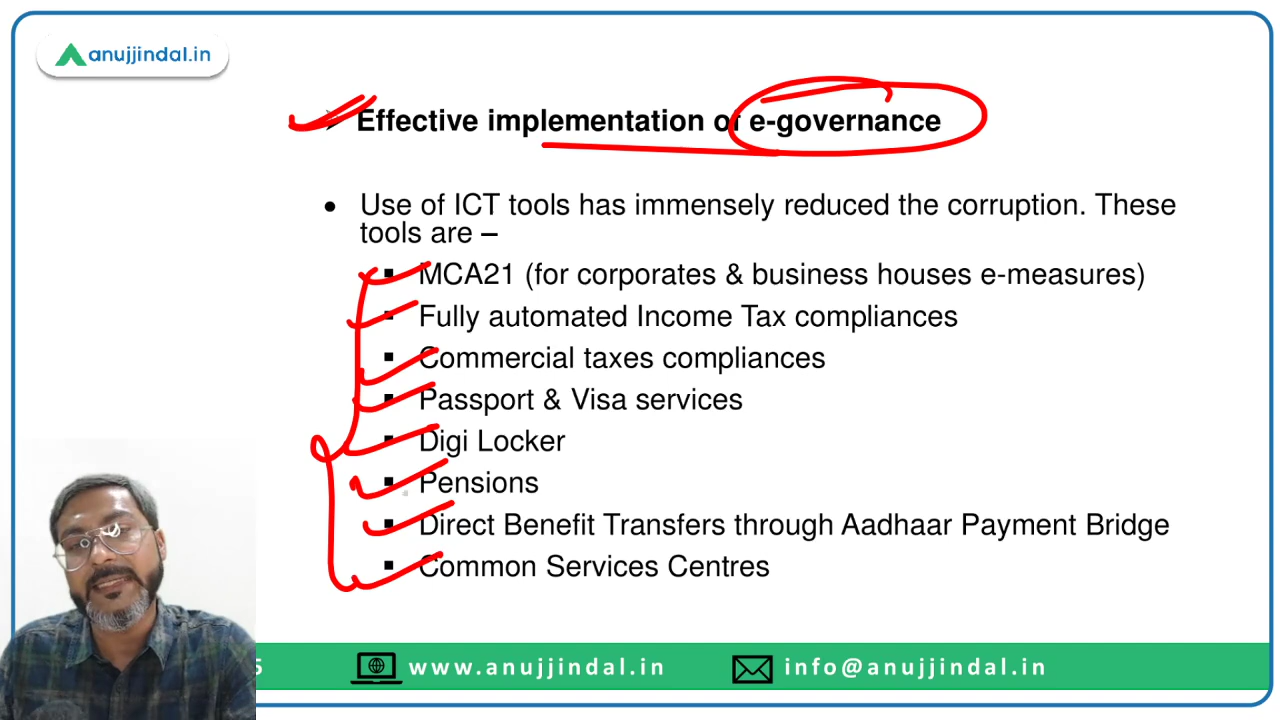 anujjindal.in
Effective implementation of e-governance
Use of ICT tools has immensely reduced the corruption. These
tools are –
MCA21 (for corporates & business houses e-measures)
Fully automated Income Tax compliances
Commercial taxes compliances
Passport & Visa services
Digi Locker
Pensions
Direct Benefit Transfers through Aadhaar Payment Bridge
Common Services Centres
5 www.anujjindal.in info@anujjindal.in